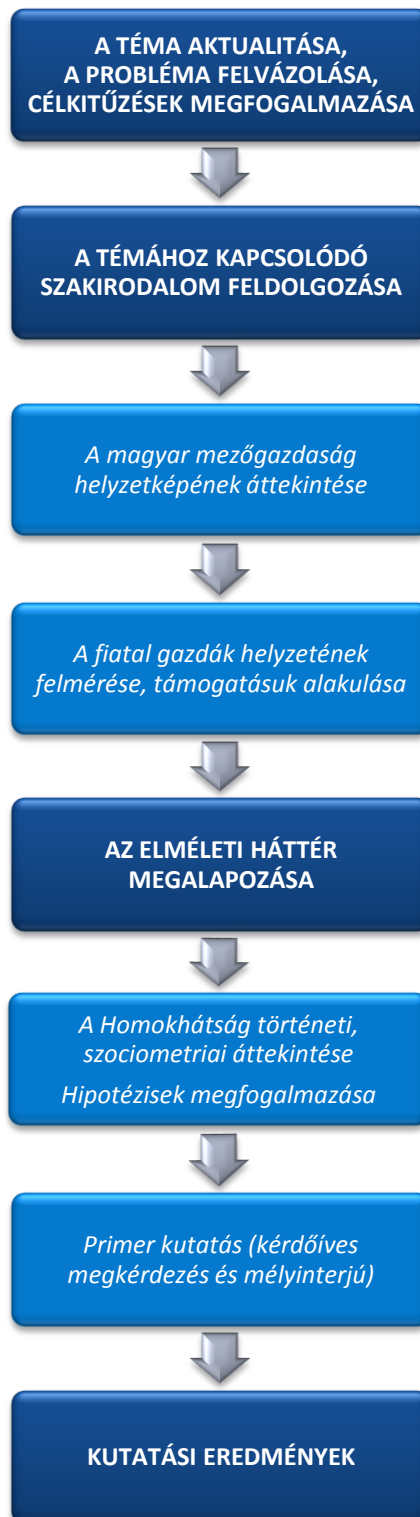 A TÉMA AKTUALITÁSA,
A PROBLÉMA FELVÁZOLÁSA,
CÉLKITŰZÉSEK MEGFOGALMAZÁSA
A TÉMÁHOZ KAPCSOLÓDÓ
SZAKIRODALOM FELDOLGOZÁSA
A magyar mezőgazdaság
helyzetképének áttekintése
A fiatal gazdák helyzetének
felmérése, támogatásuk alakulása
AZ ELMÉLETI HÁTTÉR
MEGALAPOZÁSA
A Homokhátság történeti,
szociometriai áttekintése
Hipotézisek megfogalmazása
Primer kutatás (kérdőíves
megkérdezés és mélyinterjú)
KUTATÁSI EREDMÉNYEK